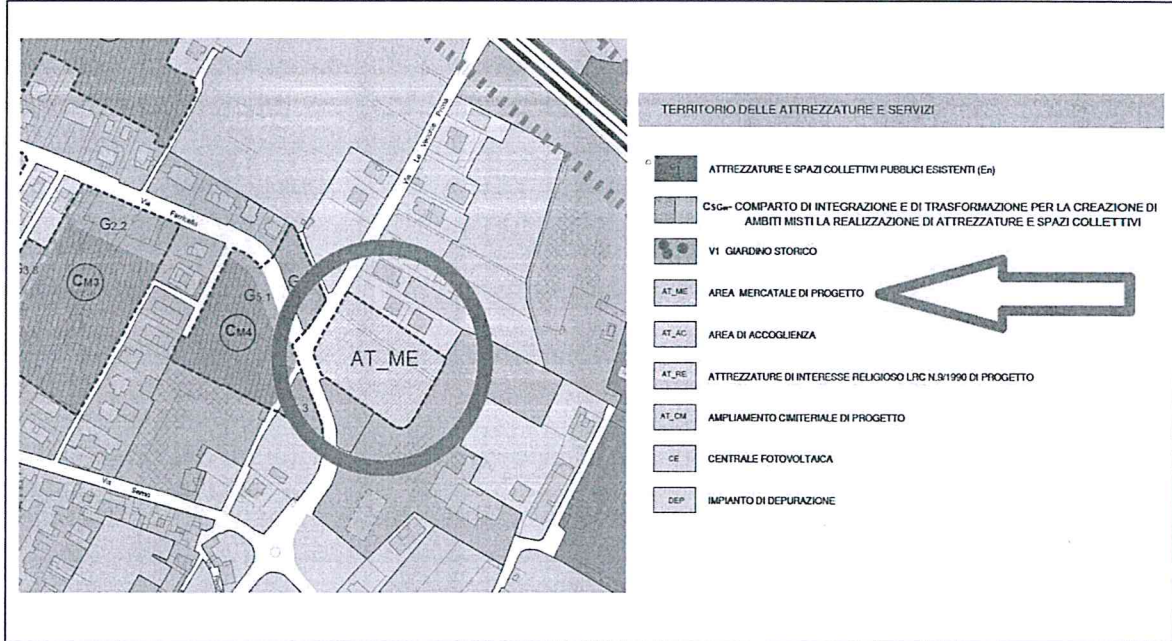 TERRITORIO DELLE ATTREZZATURE E SERVIZI
ATTREZZATURE E SPAZI COLLETTIVI PUBBLICI ESISTENTI (En)
COMPARTO DI INTEGRAZIONE E DI TRASFORMAZIONE PER LA CREAZIONE DI
AMBITI MISTI LA REALIZZAZIONE DI ATTREZZATURE E SPAZI COLLETTIVI
V1 GIARDINO STORICO
AT_ME AREA MERCATALE DI PROGETTO
AT_AC AREA DI ACCOGLIENZA
AT_RE ATTREZZATURE DI INTERESSE RELIGIOSO LRC N.9/1990 DI PROGETTO
AT_CM AMPLIAMENTO CIMITERIALE DI PROGETTO
CE CENTRALE FOTOVOLTAICA
DEP IMPIANTO DI DEPURAZIONE
Via
Via
G2.2
CM3
G5.1
CM4
AT_ME
3
Via